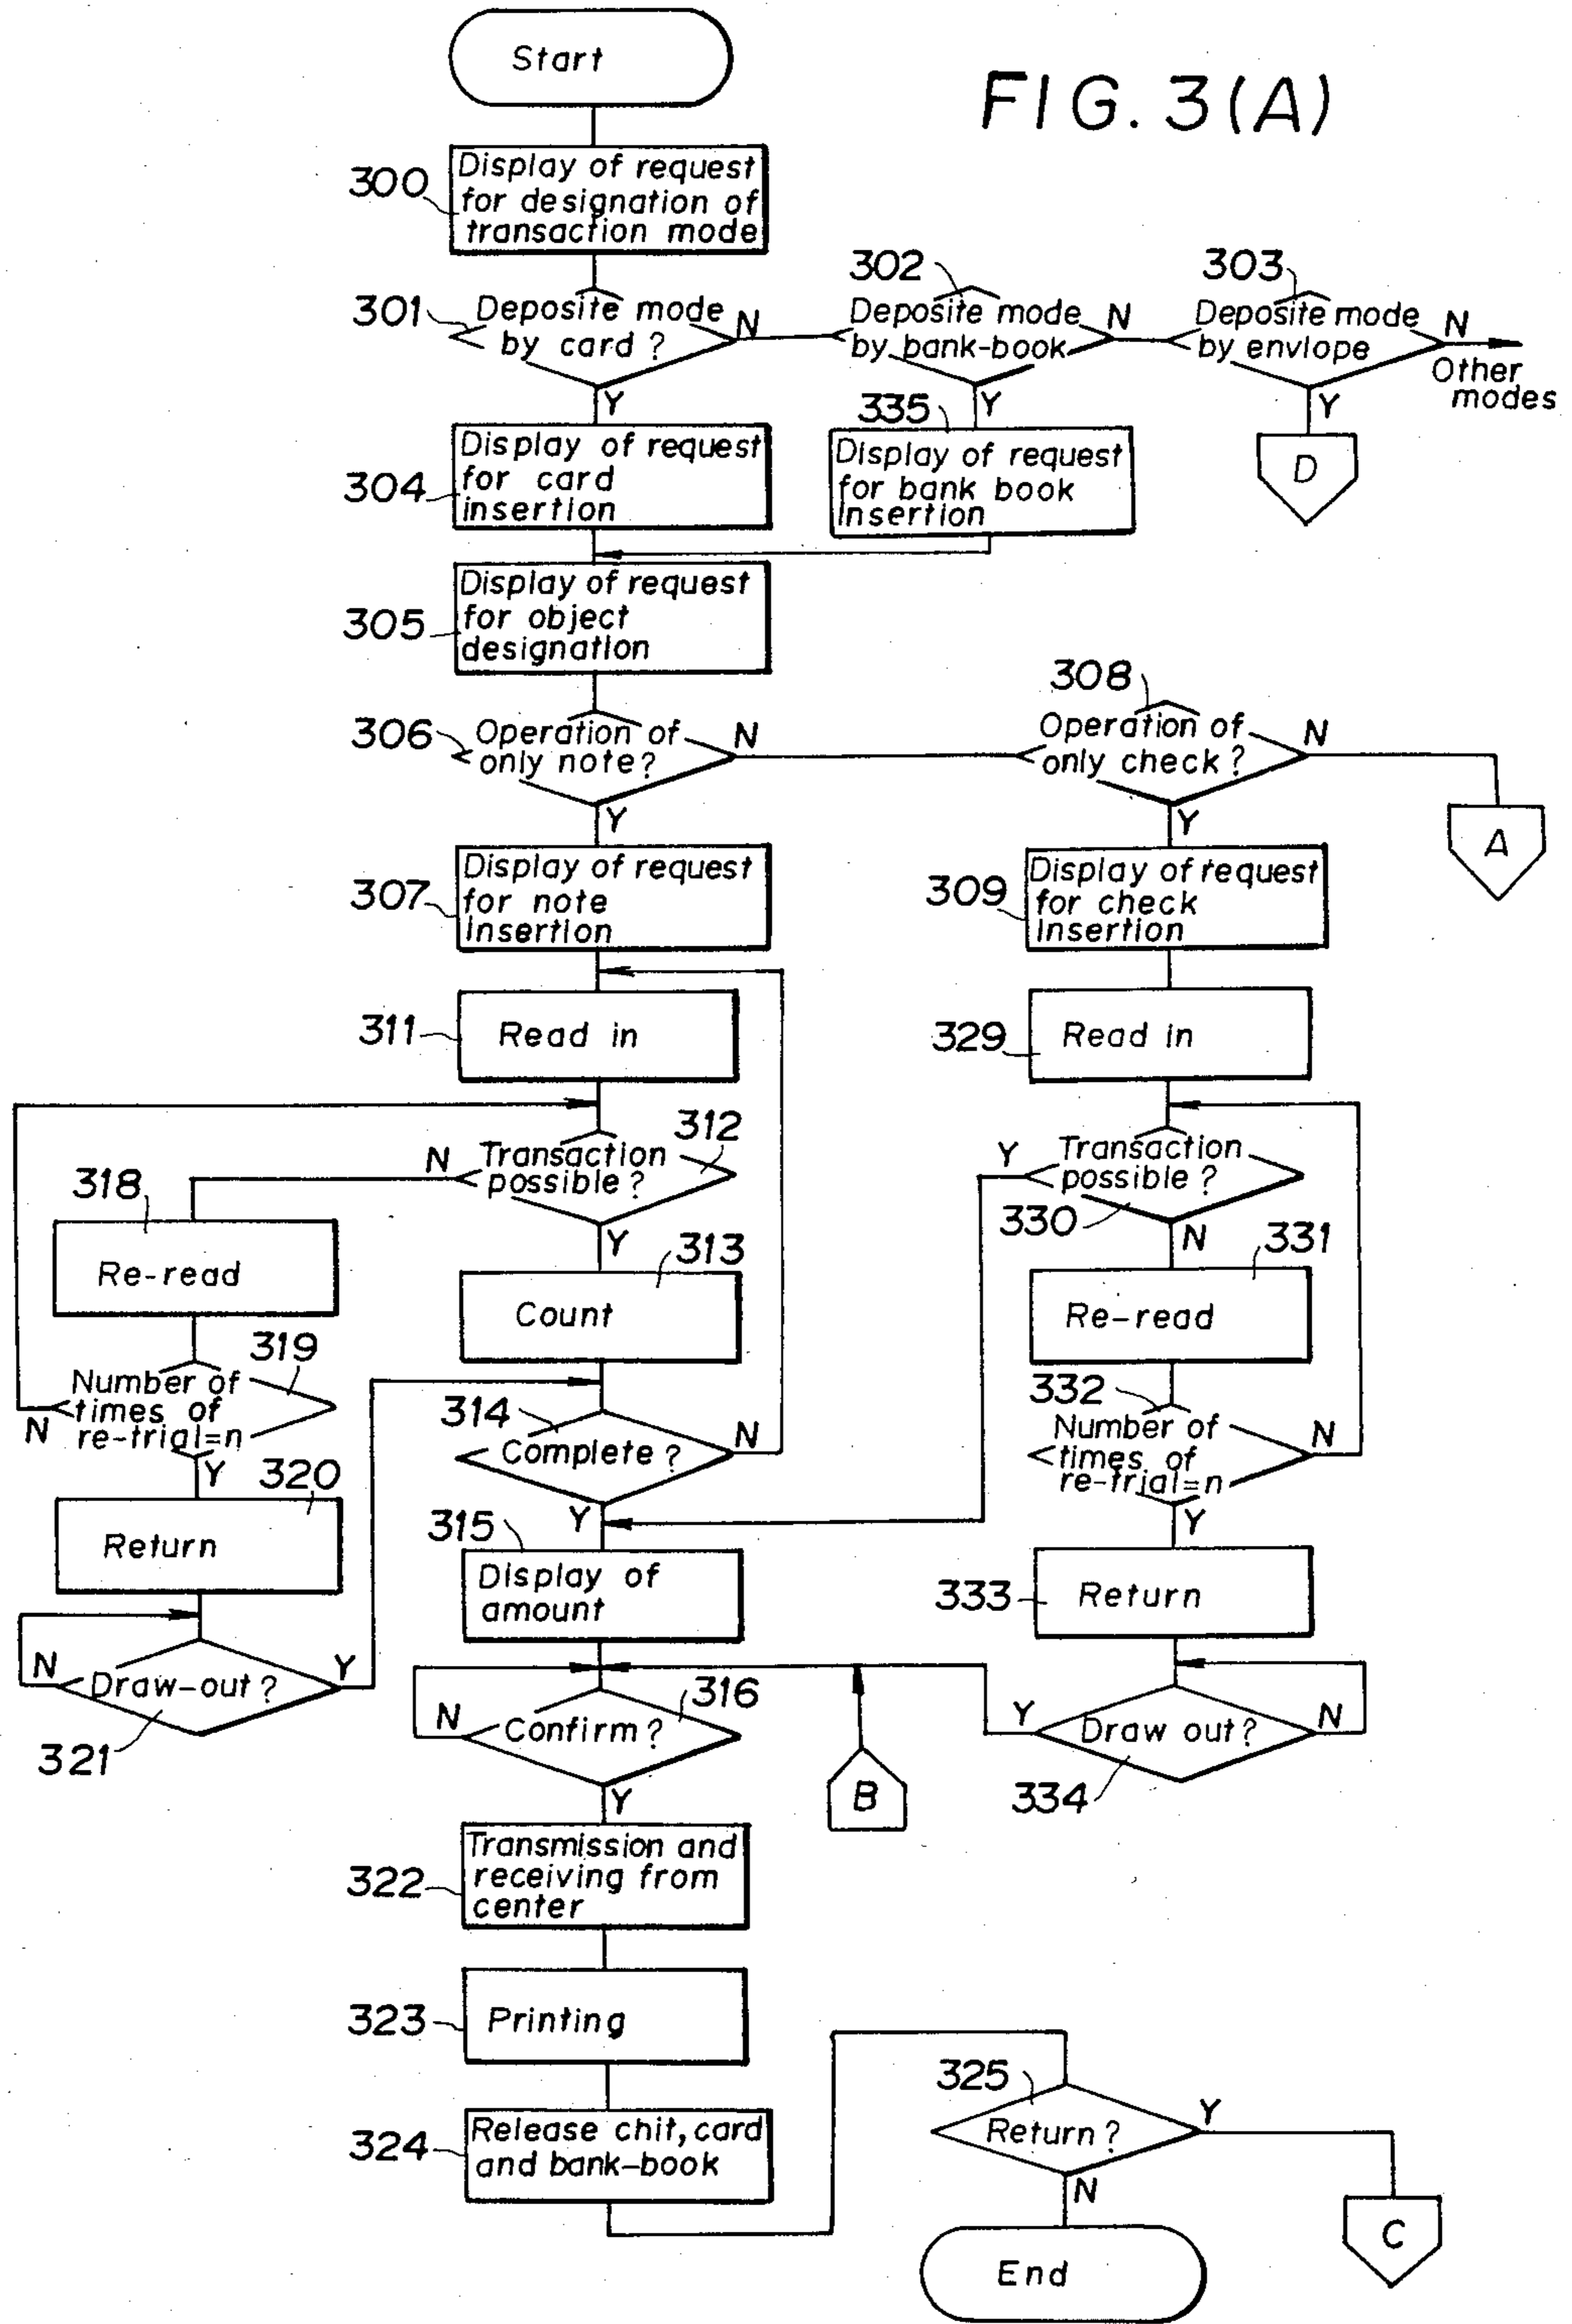 Start
FIG. 3(A)
300
Display of request
for designation of
transaction mode
301
Deposite mode
by card ?
N
302
Deposite mode
by bank-book
N
303
Deposite mode
by envlope
N
Other
modes
Y
Y
Y
304
Display of request
for card
insertion
335
Display of request
for bank book
Insertion
D
305
Display of request
for object
designation
306
Operation of
only note ?
N
308
Operation of
only check ?
N
Y
Y
A
307
Display of request
for note
Insertion
309
Display of request
for check
Insertion
311
Read in
329
Read in
312
Transaction
possible ?
N
Y
Transaction
possible ?
Y
330
N
318
Re-read
313
Count
331
Re-read
319
Number of
times of
re-trial=n
N
Y
314
Complete ?
N
Y
332
Number of
times of
re-trial=n
N
Y
320
Return
315
Display of
amount
333
Return
N
Draw-out ?
Y
321
N
Confirm ?
316
Y
B
Y
Draw out?
N
334
322
Transmission and
receiving from
center
323
Printing
324
Release chit, card
and bank-book
325
Return ?
Y
N
C
End